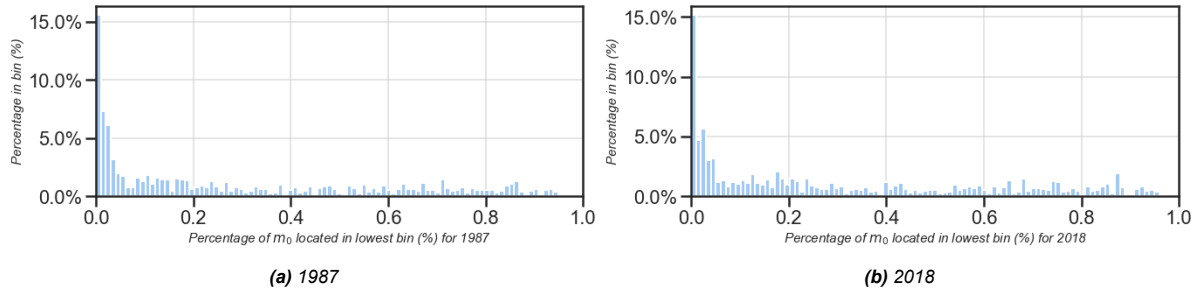 Percentage in bin (%)
15.0%
10.0%
5.0%
0.0%
0.0 0.2 0.4 0.6 0.8 1.0
Percentage of m₀ located in lowest bin (%) for 1987
(a) 1987
Percentage in bin (%)
15.0%
10.0%
5.0%
0.0%
0.0 0.2 0.4 0.6 0.8 1.0
Percentage of m₀ located in lowest bin (%) for 2018
(b) 2018